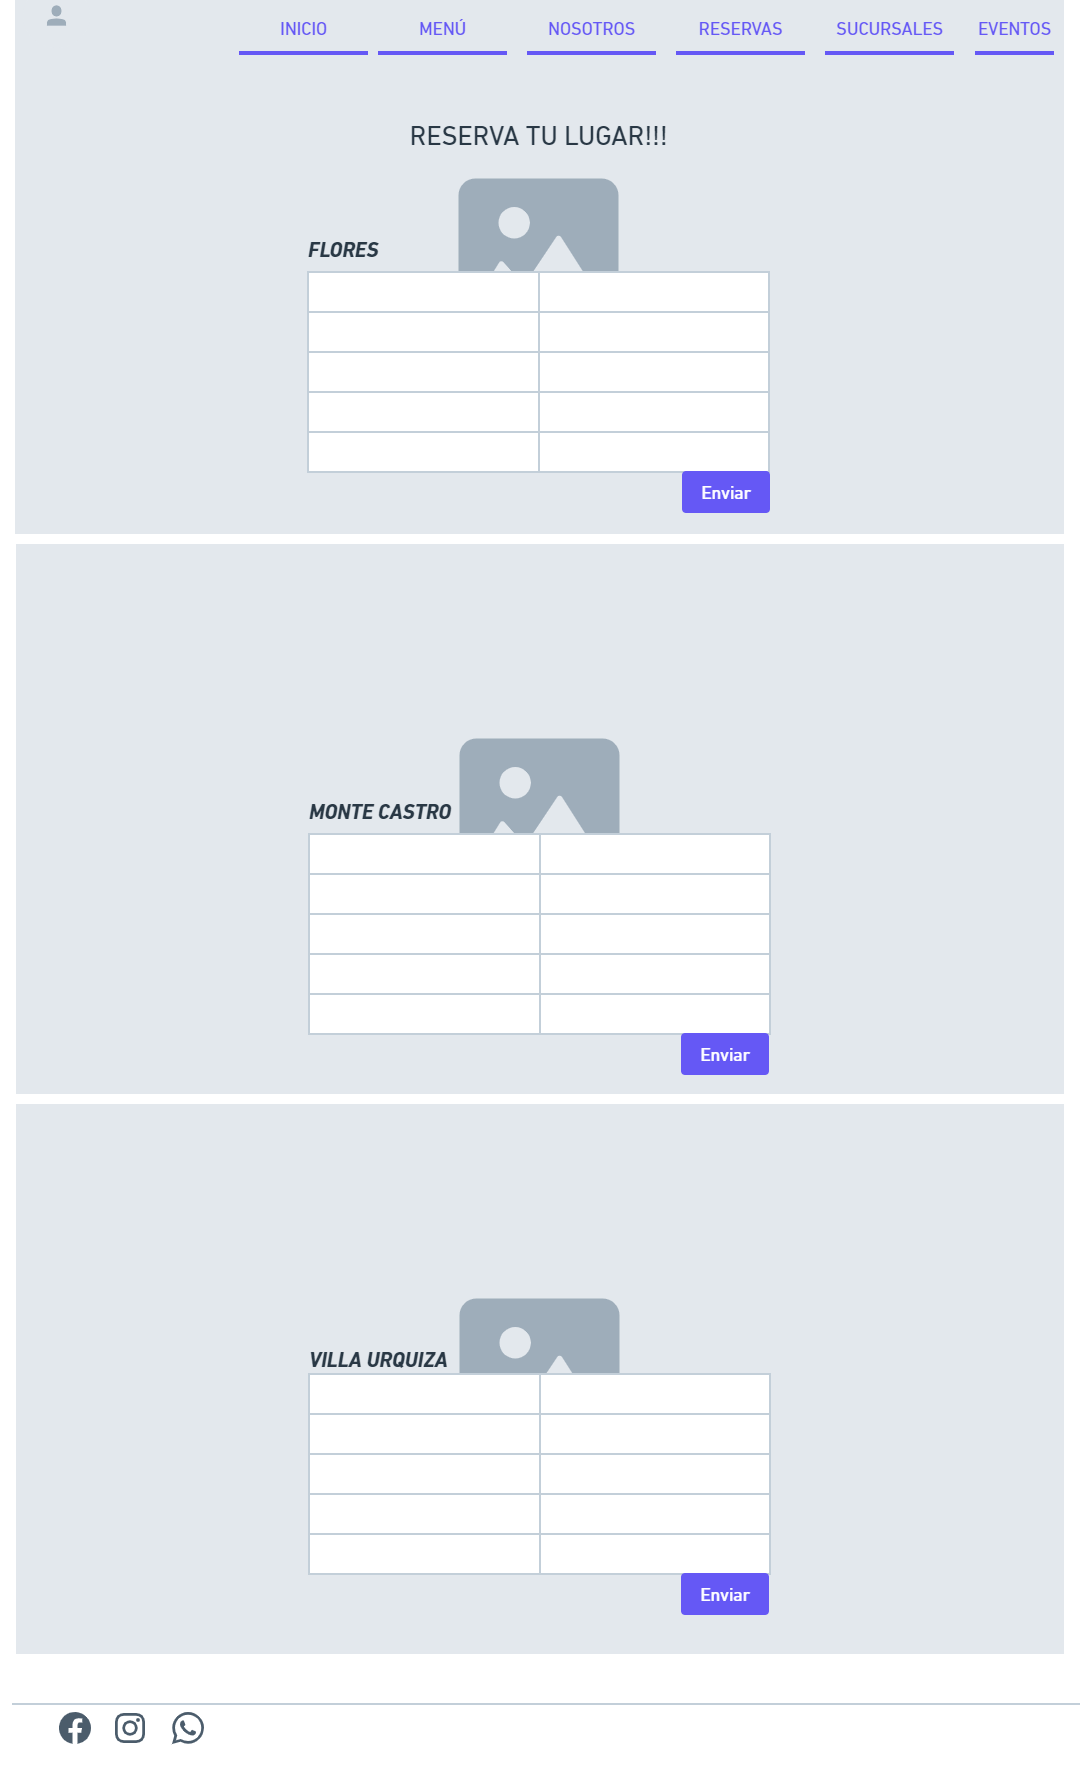 INICIO MENÚ NOSOTROS RESERVAS SUCURSALES EVENTOS
RESERVA TU LUGAR!!!
FLORES
Enviar
MONTE CASTRO
Enviar
VILLA URQUIZA
Enviar